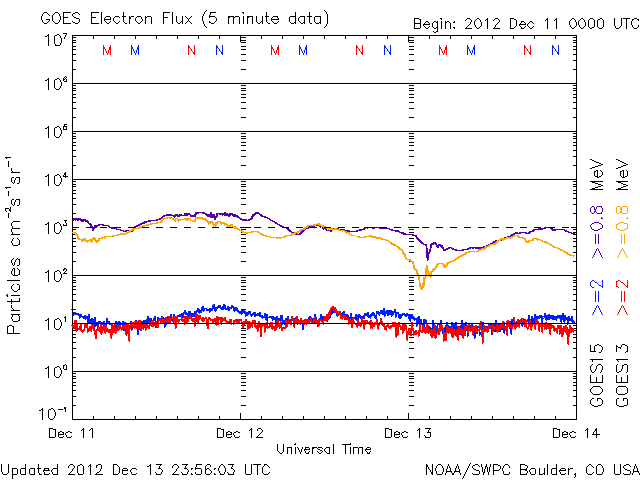 GOES Electron Flux (5 minute data)
Begin: 2012 Dec 11 0000 UTC
M M N N M M N N M M N N
10⁷
10⁶
10⁵
10⁴
10³
10²
10¹
10⁰
10⁻¹
Particles cm⁻²s⁻¹sr⁻¹
Dec 11 Dec 12 Dec 13 Dec 14
Universal Time
GOES15 >=2 >=0.8 MeV
GOES13 >=2 >=0.8 MeV
Updated 2012 Dec 13 23:56:03 UTC
NOAA/SWPC Boulder, CO USA